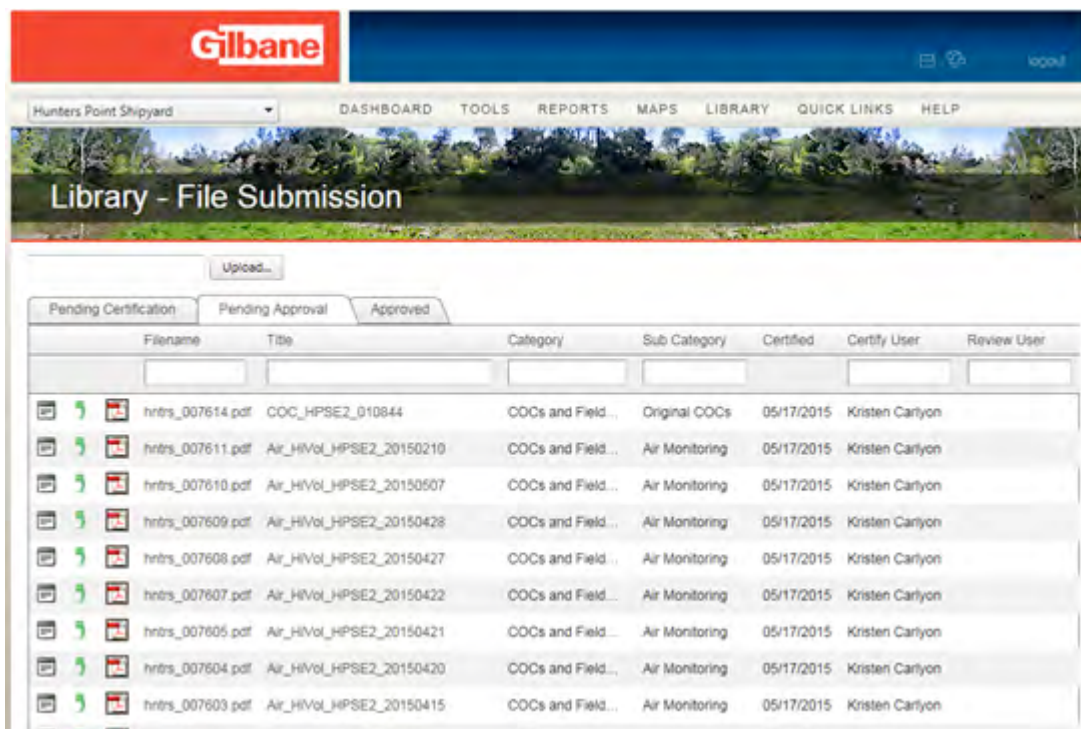 Gilbane
logout
Hunters Point Shipyard DASHBOARD TOOLS REPORTS MAPS LIBRARY QUICK LINKS HELP
Library - File Submission
Upload...
Pending Certification Pending Approval Approved
Filename Title Category Sub Category Certified Certify User Review User
hntrs_007614.pdf COC_HPSE2_010844 COCs and Field... Original COCs 05/17/2015 Kristen Carlyon
hntrs_007611.pdf Air_HiVol_HPSE2_20150210 COCs and Field... Air Monitoring 05/17/2015 Kristen Carlyon
hntrs_007610.pdf Air_HiVol_HPSE2_20150507 COCs and Field... Air Monitoring 05/17/2015 Kristen Carlyon
hntrs_007609.pdf Air_HiVol_HPSE2_20150428 COCs and Field... Air Monitoring 05/17/2015 Kristen Carlyon
hntrs_007608.pdf Air_HiVol_HPSE2_20150427 COCs and Field... Air Monitoring 05/17/2015 Kristen Carlyon
hntrs_007607.pdf Air_HiVol_HPSE2_20150422 COCs and Field... Air Monitoring 05/17/2015 Kristen Carlyon
hntrs_007605.pdf Air_HiVol_HPSE2_20150421 COCs and Field... Air Monitoring 05/17/2015 Kristen Carlyon
hntrs_007604.pdf Air_HiVol_HPSE2_20150420 COCs and Field... Air Monitoring 05/17/2015 Kristen Carlyon
hntrs_007603.pdf Air_HiVol_HPSE2_20150415 COCs and Field... Air Monitoring 05/17/2015 Kristen Carlyon